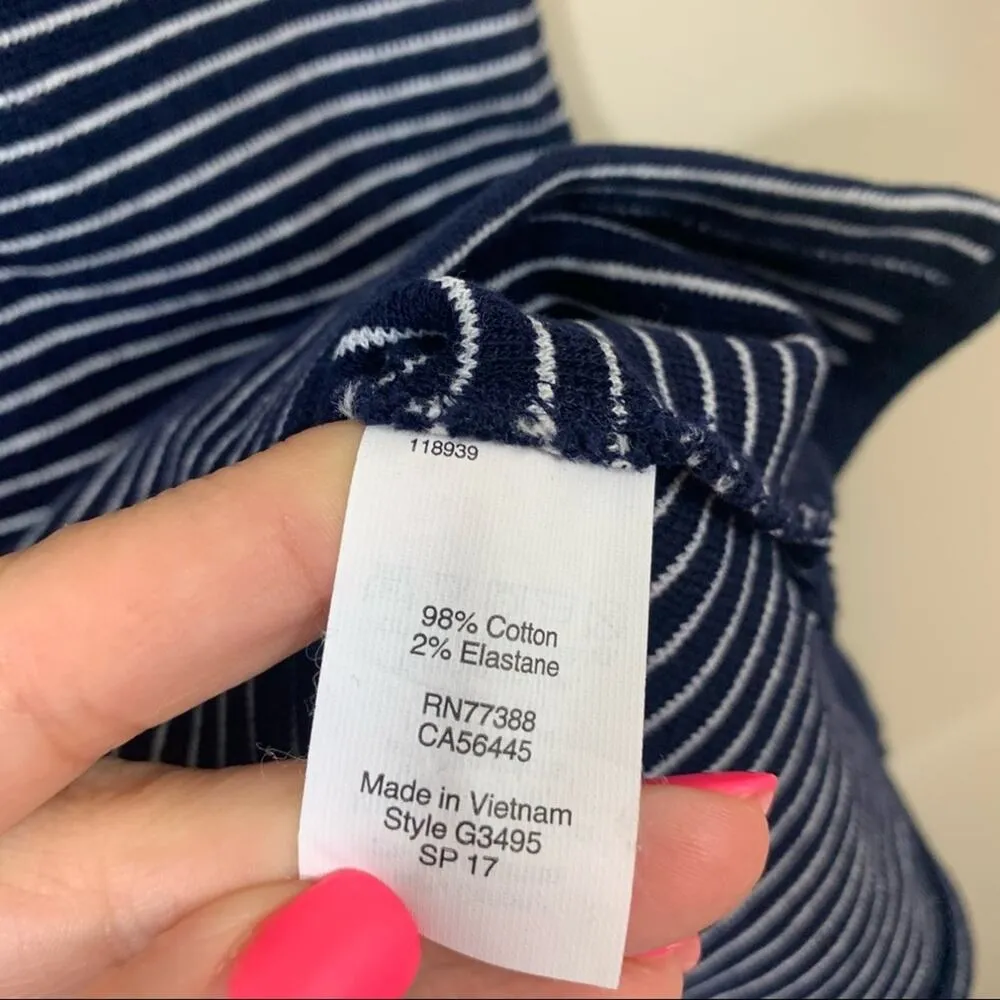 118939
98% Cotton
2% Elastane
RN77388
CA56445
Made in Vietnam
Style G3495
SP 17